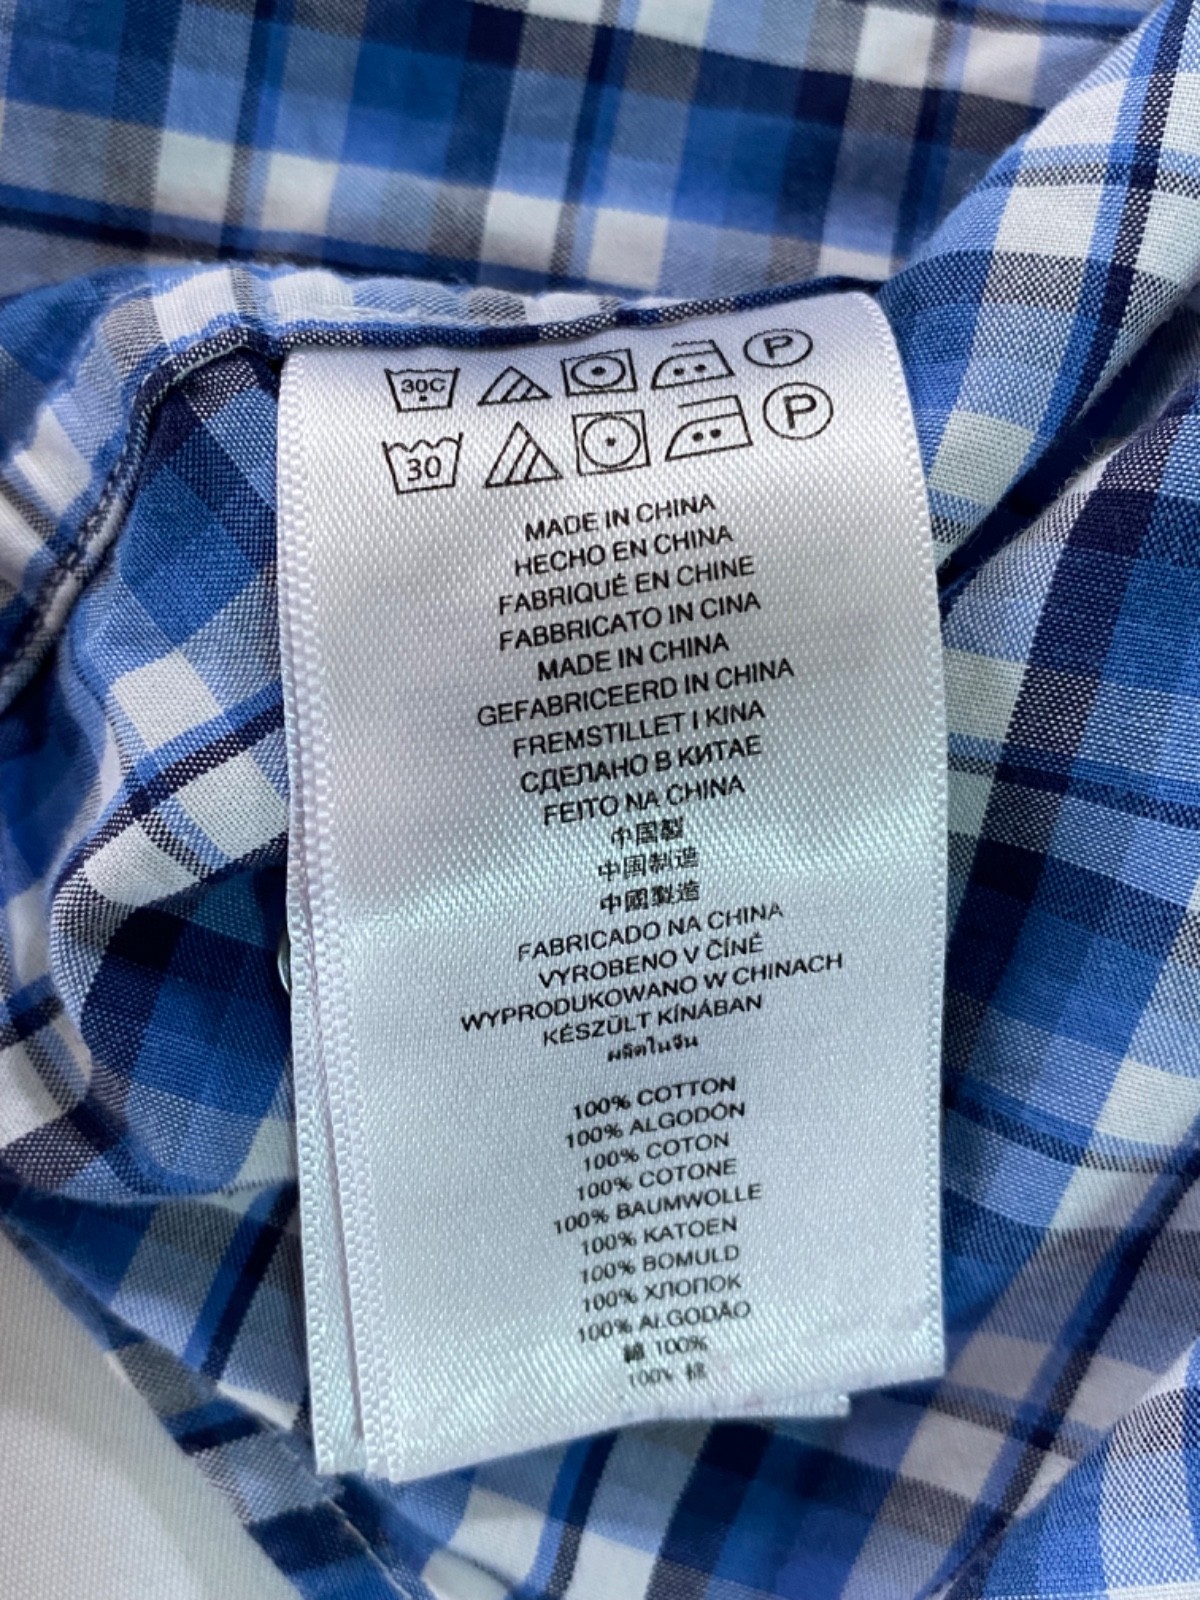 30C P
30 P
MADE IN CHINA
HECHO EN CHINA
FABRIQUÉ EN CHINE
FABBRICATO IN CINA
MADE IN CHINA
GEFABRICEERD IN CHINA
FREMSTILLET I KINA
СДЕЛАНО В КИТАЕ
FEITO NA CHINA
中国製
中国制造
中國製造
FABRICADO NA CHINA
VYROBENO V ČÍNĚ
WYPRODUKOWANO W CHINACH
KÉSZÜLT KÍNÁBAN
ผลิตในจีน
100% COTTON
100% ALGODÓN
100% COTON
100% COTONE
100% BAUMWOLLE
100% KATOEN
100% BOMULD
100% ХЛОПОК
100% ALGODÃO
綿 100%
100% 棉